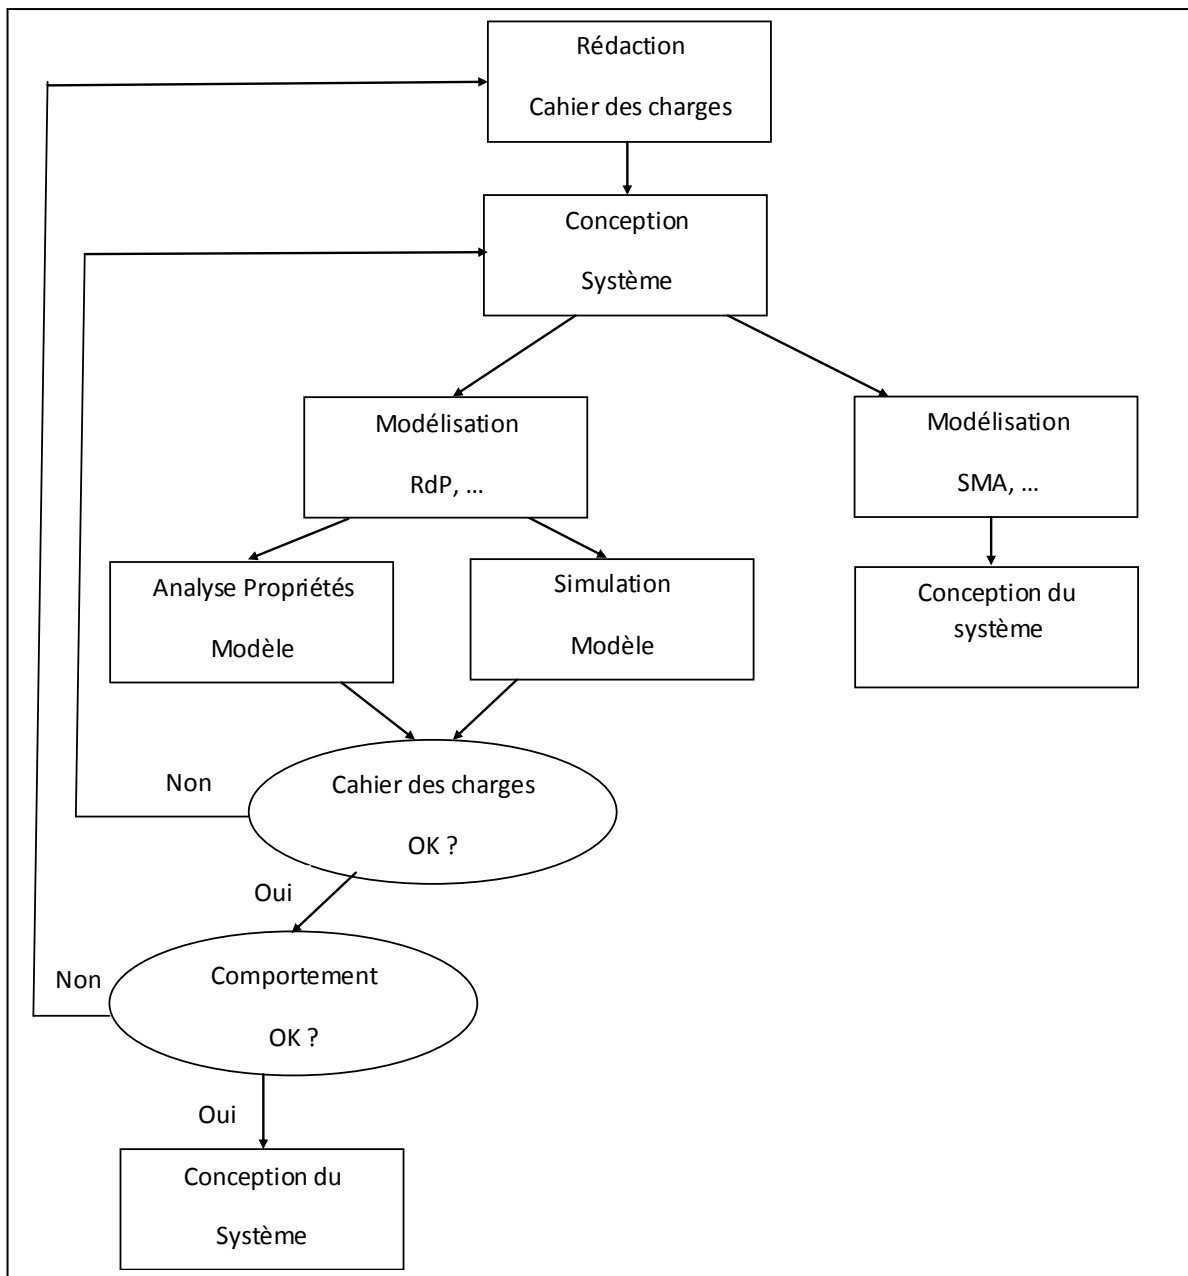 Rédaction
Cahier des charges
Conception
Système
Modélisation
RdP, ...
Modélisation
SMA, ...
Analyse Propriétés
Modèle
Simulation
Modèle
Conception du
système
Non
Cahier des charges
OK ?
Oui
Non
Comportement
OK ?
Oui
Conception du
Système